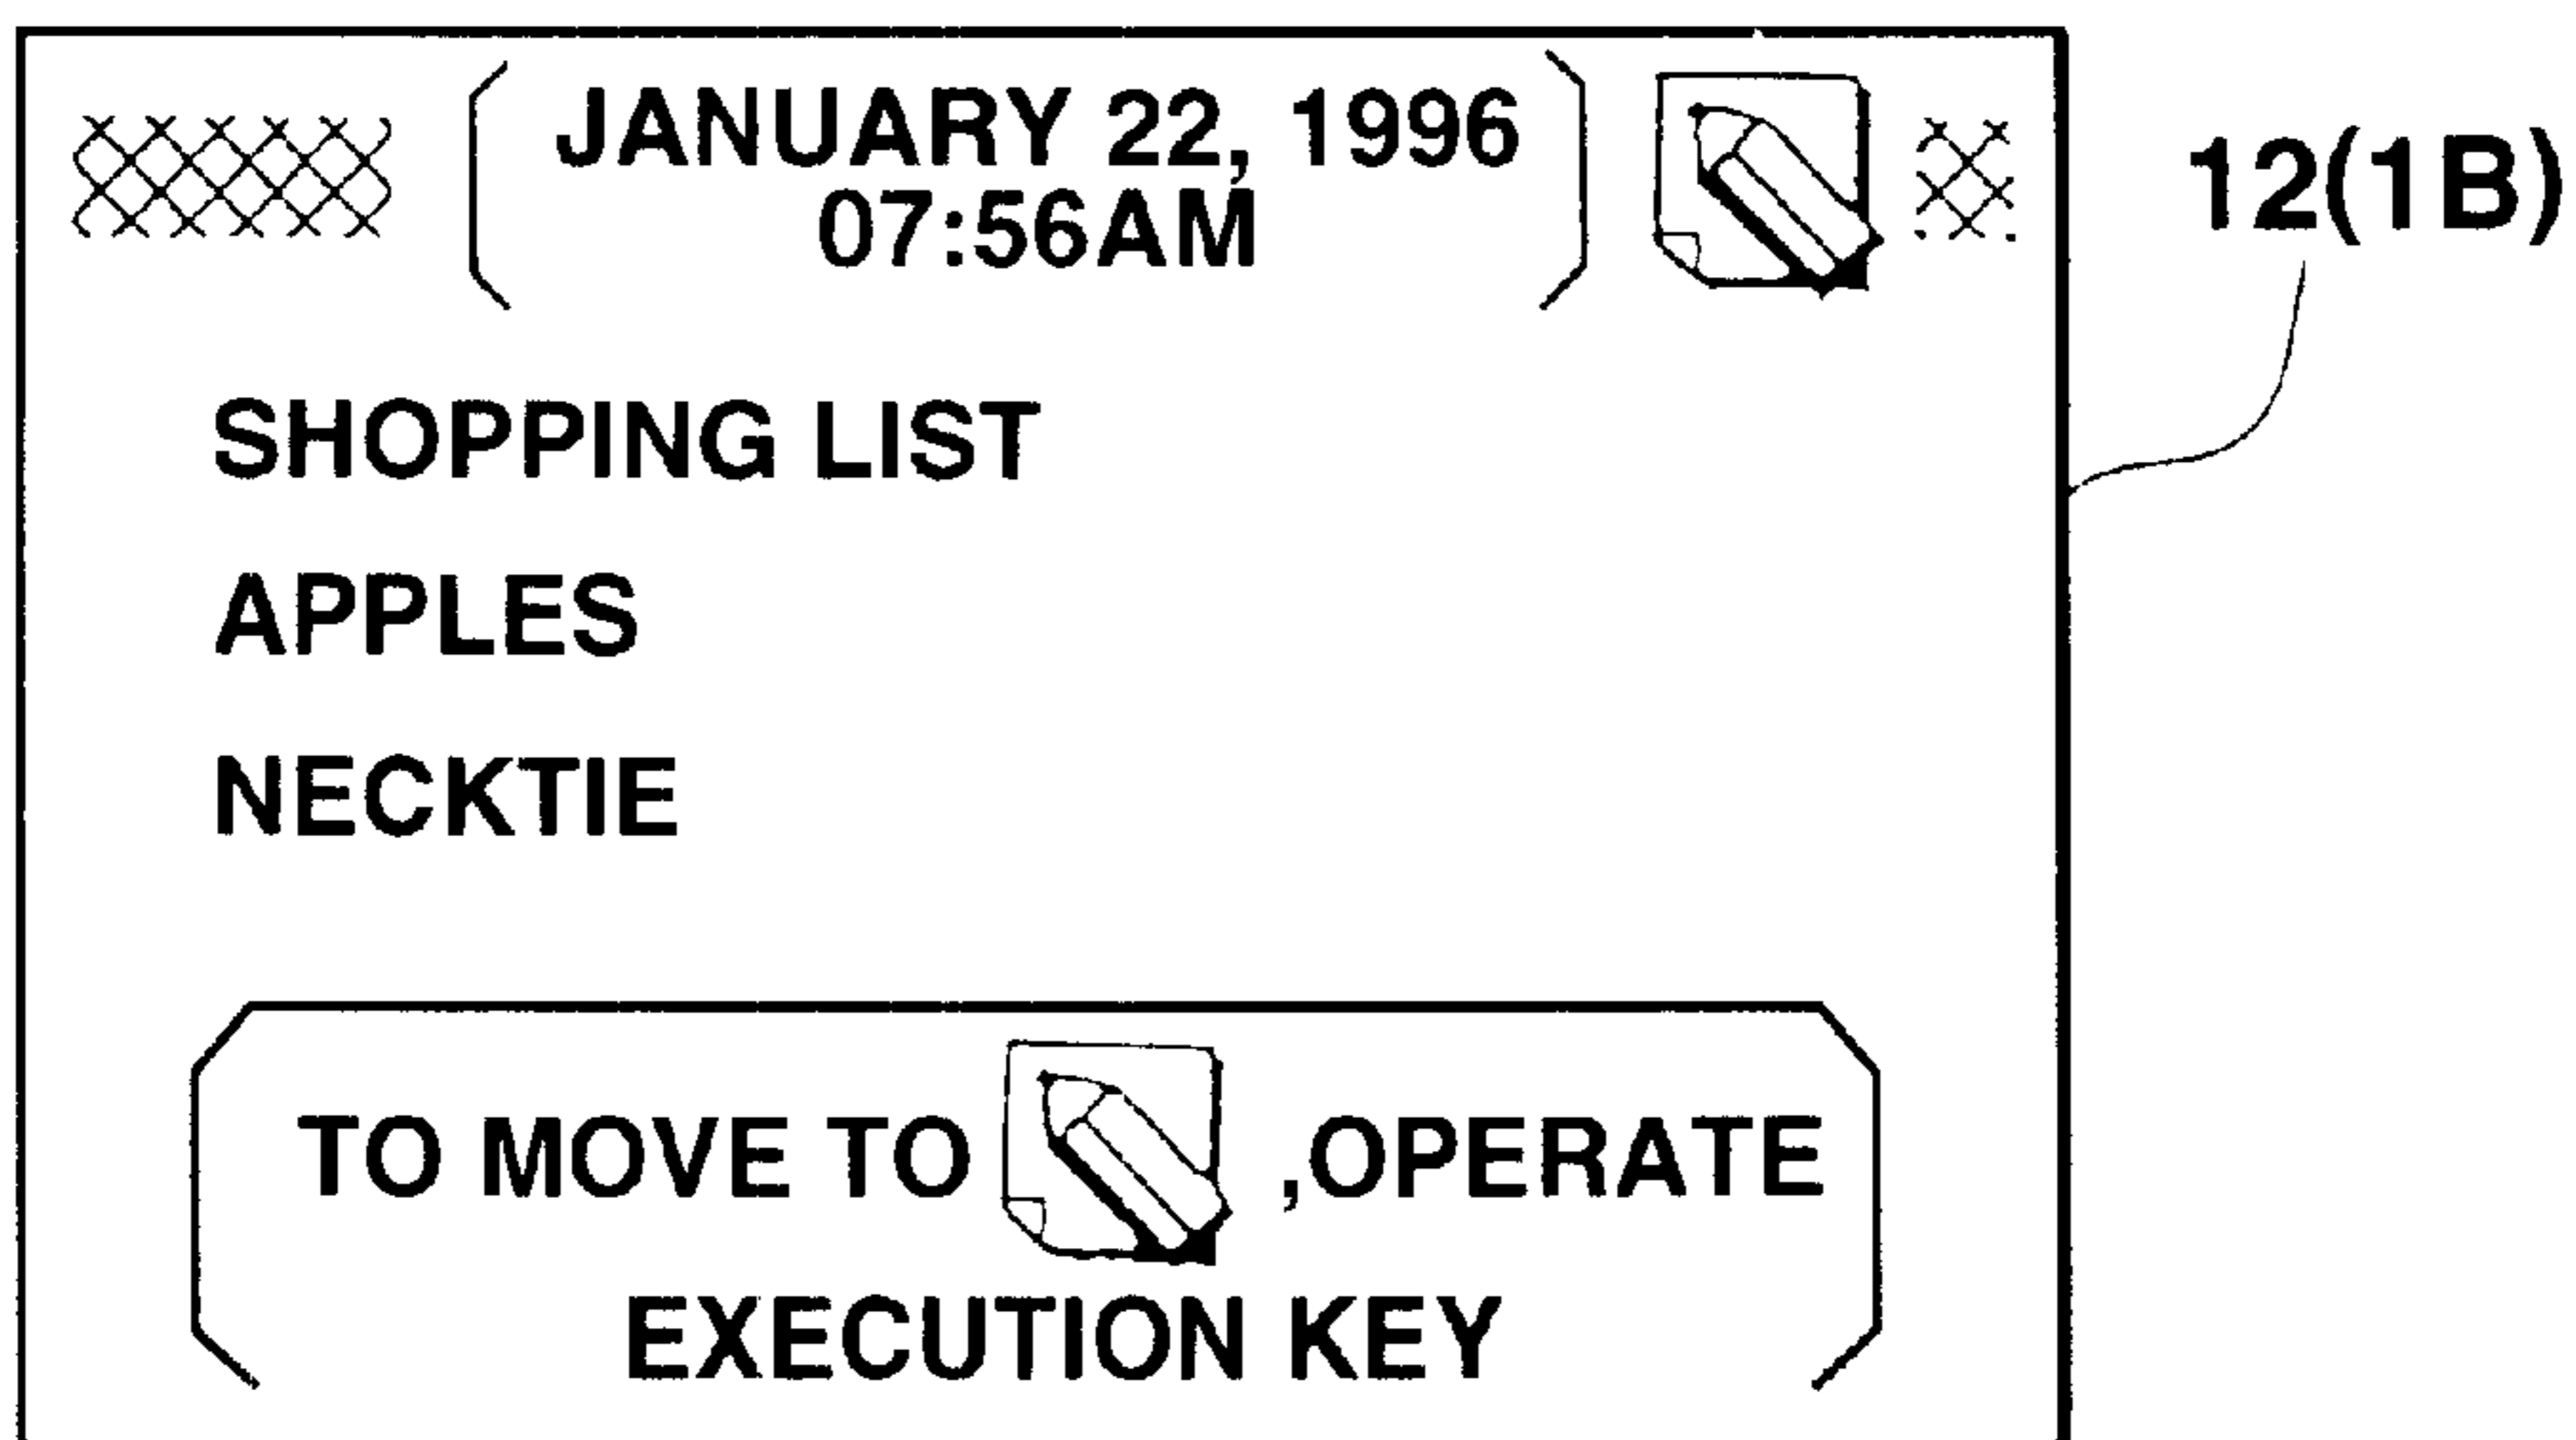 JANUARY 22, 1996
07:56AM
12(1B)
SHOPPING LIST
APPLES
NECKTIE
TO MOVE TO ,OPERATE
EXECUTION KEY